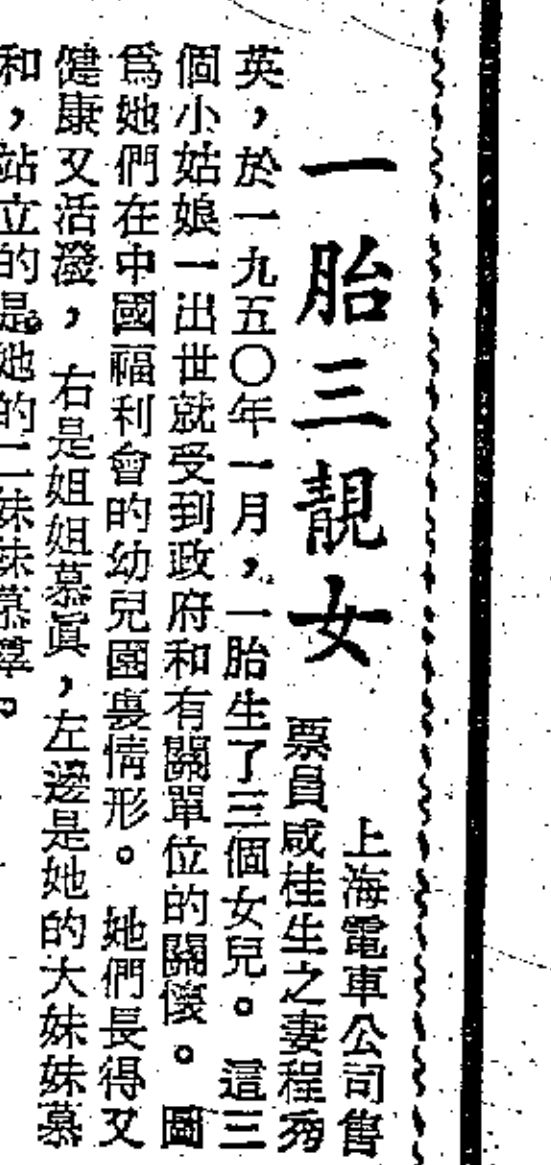 一胎三靚女
上海電車公司售
票員咸桂生之妻程秀
英，於一九五〇年一月，一胎生了三個女兒。這三
個小姑娘一出世就受到政府和有關單位的關懷。圖
爲她們在中國福利會的幼兒園裏情形。她們長得又
健康又活潑，右是姐姐慕眞，左邊是她的大妹妹慕
和，站立的是她的二妹妹慕